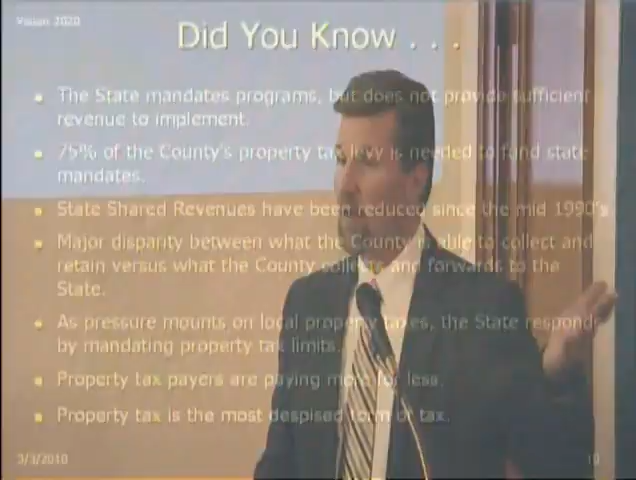 Vision 2020
Did You Know . . .
The State mandates programs, but does not provide sufficient
revenue to implement.
75% of the County's property tax levy is needed to fund state
mandates.
State Shared Revenues have been reduced since the mid 1990's
Major disparity between what the County is able to collect and
retain versus what the County collects and forwards to the
State.
As pressure mounts on local property taxes, the State respond
by mandating property tax limits.
Property tax payers are paying more for less.
Property tax is the most despised form of tax.
3/3/2010
10